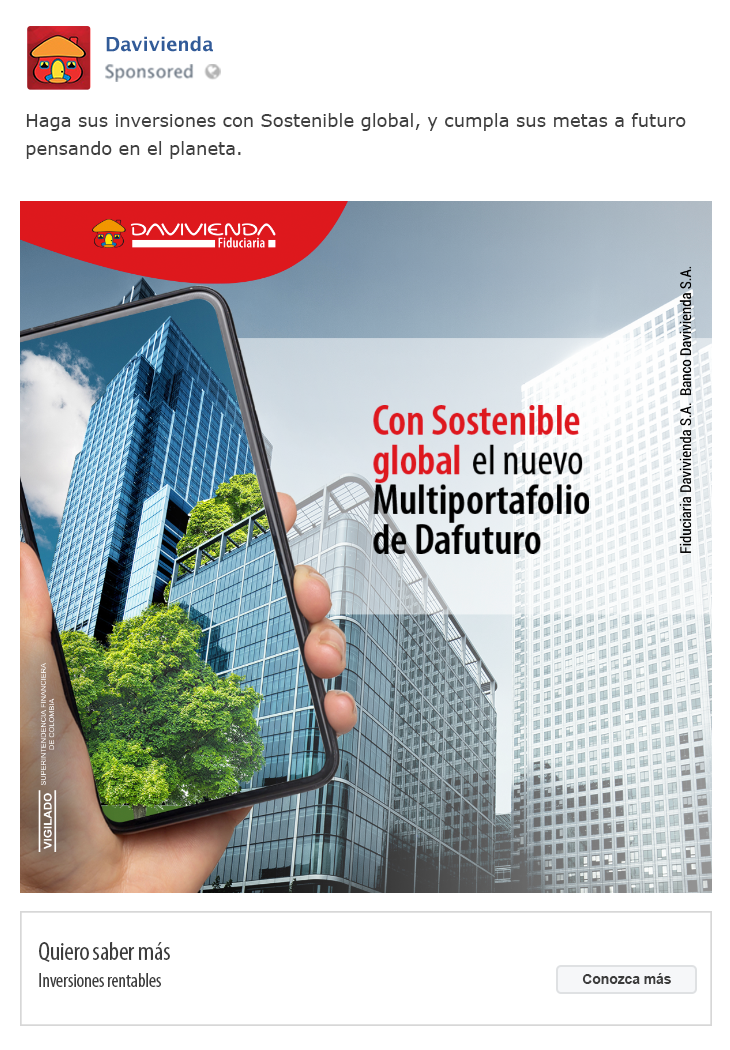 Davivienda
Sponsored
Haga sus inversiones con Sostenible global, y cumpla sus metas a futuro
pensando en el planeta.
DAVIVIENDA
Fiduciaria
Con Sostenible
global el nuevo
Multiportafolio
de Dafuturo
Fiduciaria Davivienda S.A. Banco Davivienda S.A.
VIGILADO
SUPERINTENDENCIA FINANCIERA
DE COLOMBIA
Quiero saber más
Inversiones rentables
Conozca más